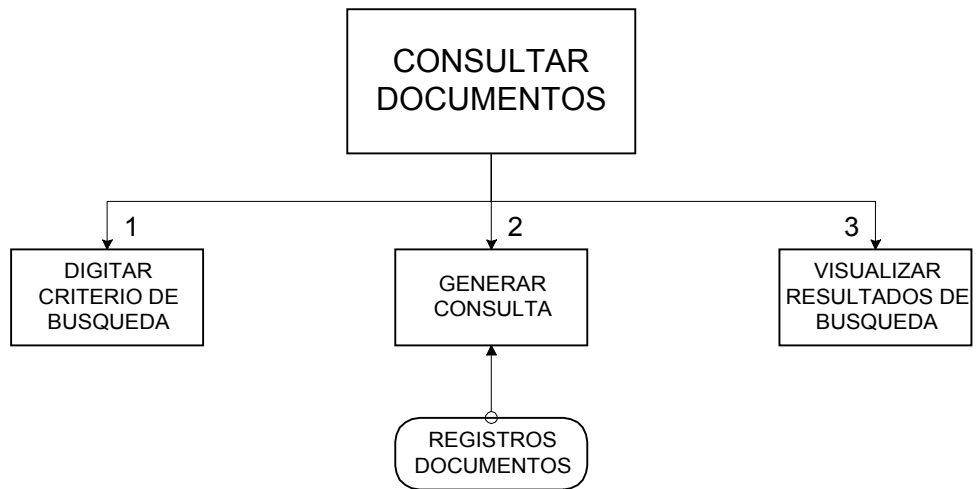 CONSULTAR
DOCUMENTOS
1
2
3
DIGITAR
CRITERIO DE
BUSQUEDA
GENERAR
CONSULTA
VISUALIZAR
RESULTADOS DE
BUSQUEDA
REGISTROS
DOCUMENTOS